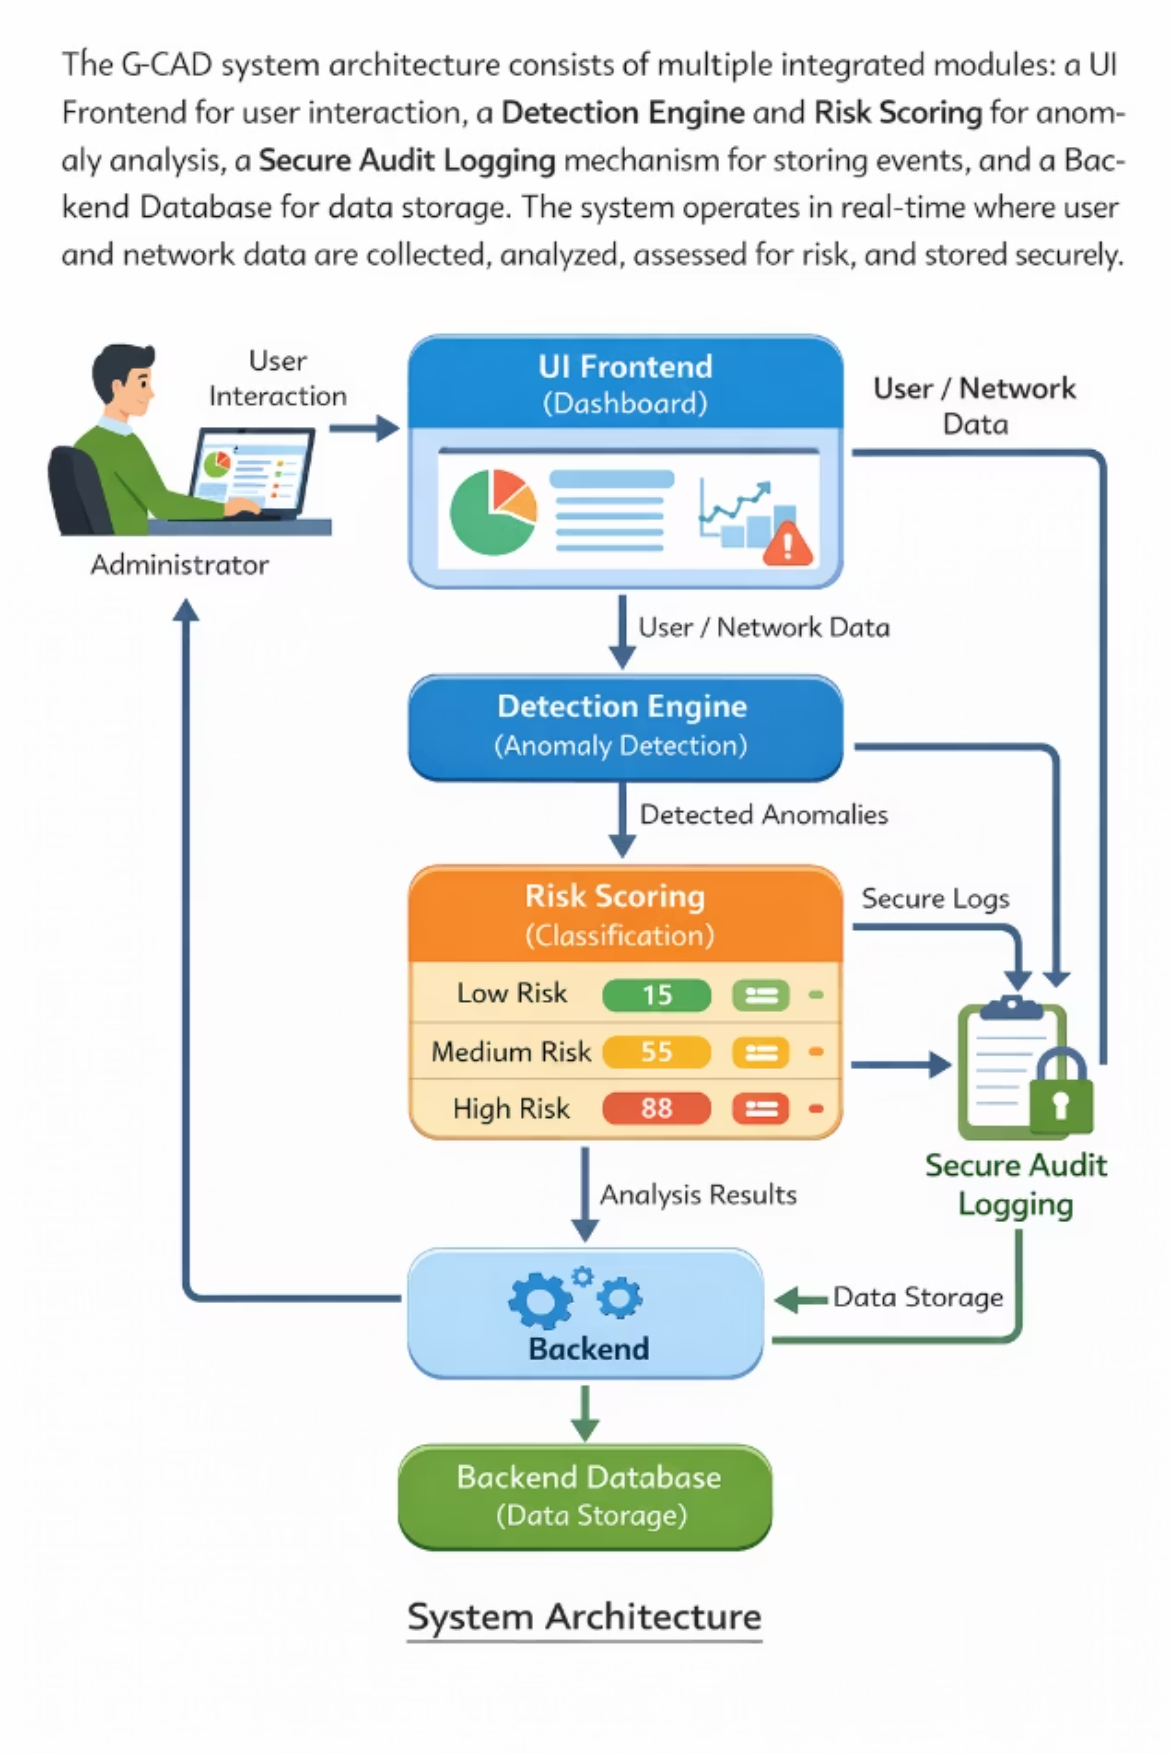 The G-CAD system architecture consists of multiple integrated modules: a UI
Frontend for user interaction, a Detection Engine and Risk Scoring for anom-
aly analysis, a Secure Audit Logging mechanism for storing events, and a Bac-
kend Database for data storage. The system operates in real-time where user
and network data are collected, analyzed, assessed for risk, and stored securely.
User
Interaction
UI Frontend
(Dashboard)
User / Network
Data
Administrator
User / Network Data
Detection Engine
(Anomaly Detection)
Detected Anomalies
Risk Scoring
(Classification)
Secure Logs
Low Risk 15
Medium Risk 55
High Risk 88
Secure Audit
Logging
Analysis Results
Data Storage
Backend
Backend Database
(Data Storage)
System Architecture